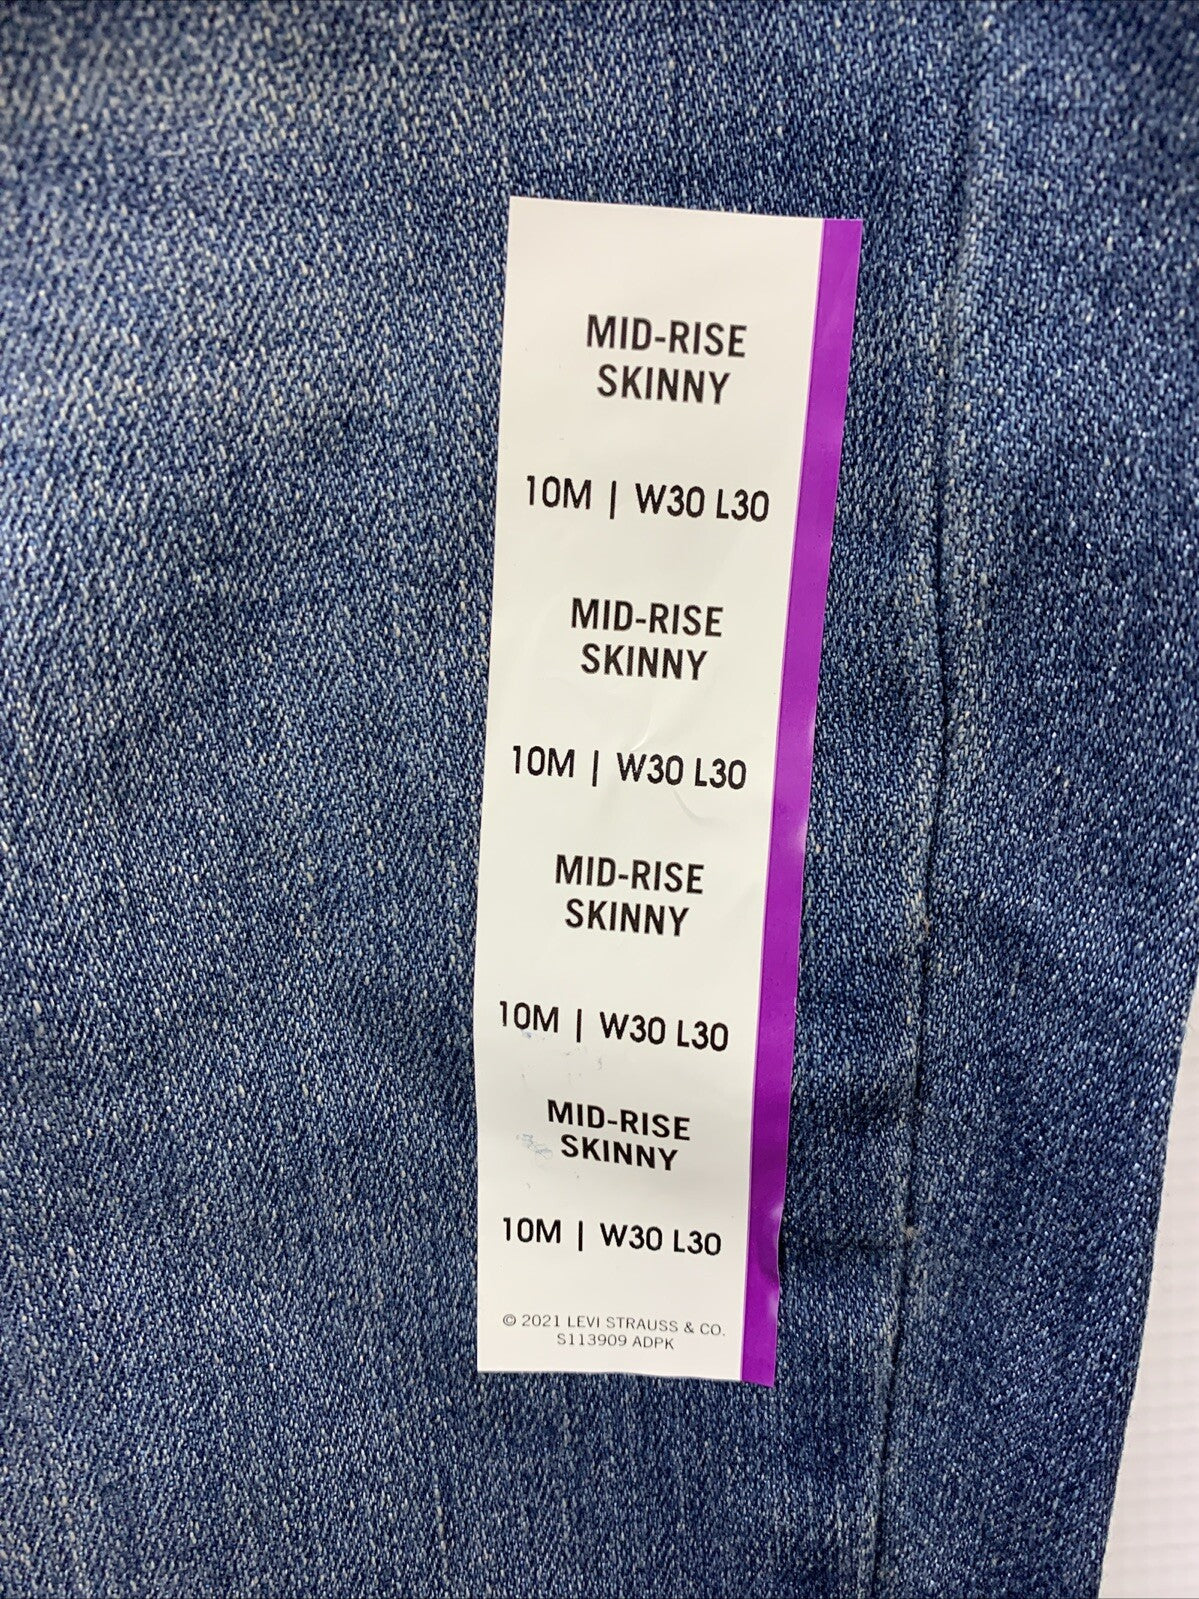 MID-RISE
SKINNY
10M | W30 L30
MID-RISE
SKINNY
10M | W30 L30
MID-RISE
SKINNY
10M | W30 L30
MID-RISE
SKINNY
10M | W30 L30
© 2021 LEVI STRAUSS & CO.
S113909 ADPK